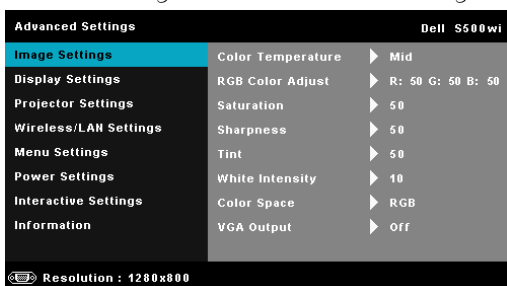 Advanced Settings Dell S500wi
Image Settings Color Temperature Mid
Display Settings RGB Color Adjust R: 50 G: 50 B: 50
Projector Settings Saturation 50
Wireless/LAN Settings Sharpness 50
Menu Settings Tint 50
Power Settings White Intensity 10
Interactive Settings Color Space RGB
Information VGA Output Off
Resolution : 1280x800